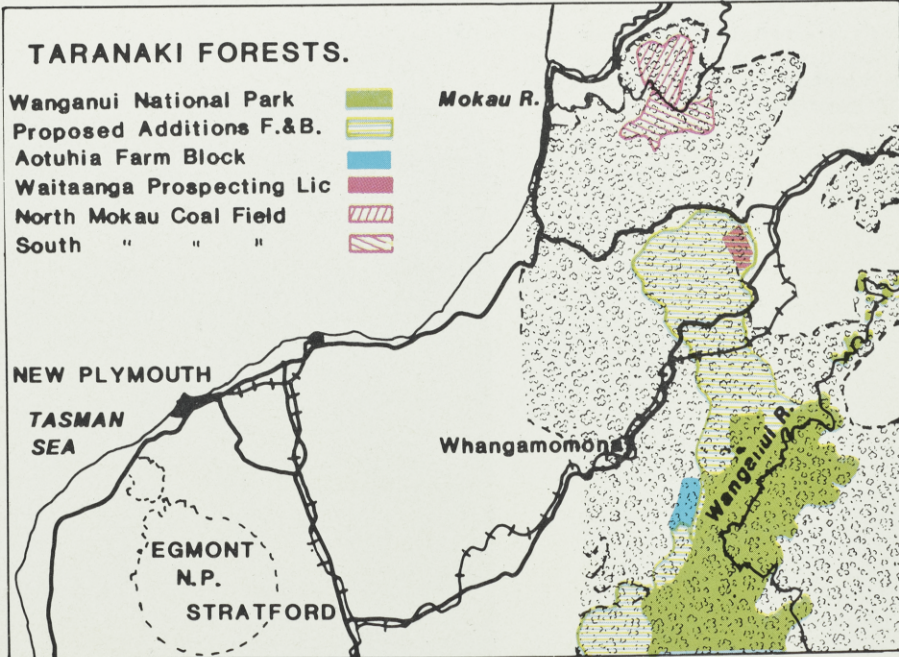 TARANAKI FORESTS.
Wanganui National Park
Proposed Additions F.&B.
Aotuhia Farm Block
Waitaanga Prospecting Lic
North Mokau Coal Field
South " " "
Mokau R.
NEW PLYMOUTH
TASMAN
SEA
Whangamomona
Wanganui R.
EGMONT
N.P.
STRATFORD